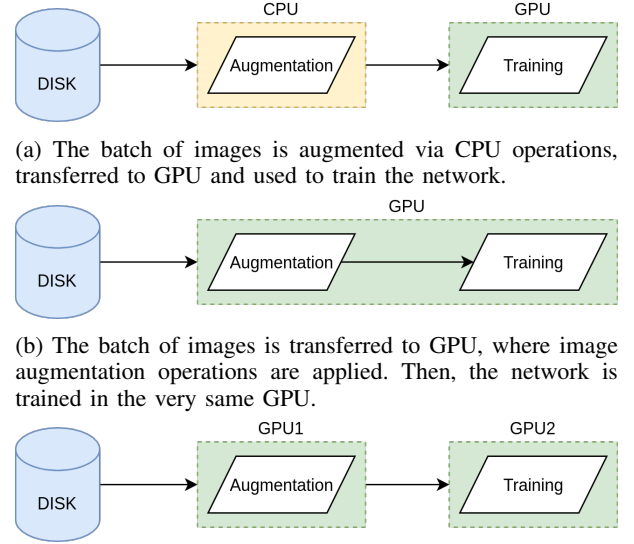 CPU GPU
DISK Augmentation Training
(a) The batch of images is augmented via CPU operations,
transferred to GPU and used to train the network.
GPU
DISK Augmentation Training
(b) The batch of images is transferred to GPU, where image
augmentation operations are applied. Then, the network is
trained in the very same GPU.
GPU1 GPU2
DISK Augmentation Training